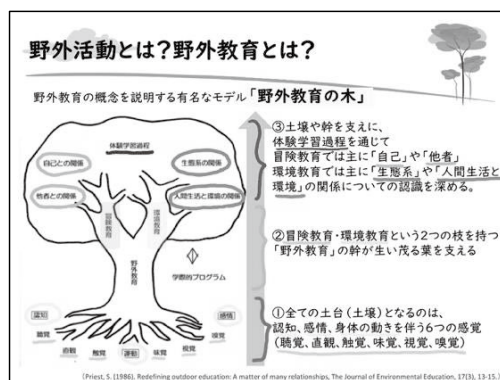 野外活動とは？野外教育とは？
野外教育の概念を説明する有名なモデル「野外教育の木」
体験学習過程
自己との関係
生態系の関係
他者との関係
人間生活と環境の関係
冒険教育
環境教育
野外教育
学際的プログラム
認知
感情
聴覚
嗅覚
直観
触覚
運動
味覚
視覚
③土壌や幹を支えに、
体験学習過程を通じて
冒険教育では主に「自己」や「他者」
環境教育では主に「生態系」や「人間生活と
環境」の関係についての認識を深める。
②冒険教育・環境教育という2つの枝を持つ
「野外教育」の幹が生い茂る葉を支える
①全ての土台（土壌）となるのは、
認知、感情、身体の動きを伴う6つの感覚
（聴覚、直観、触覚、味覚、視覚、嗅覚）
(Priest, S. (1986). Redefining outdoor education: A matter of many relationships, The Journal of Environmental Education, 17(3), 13-15.)